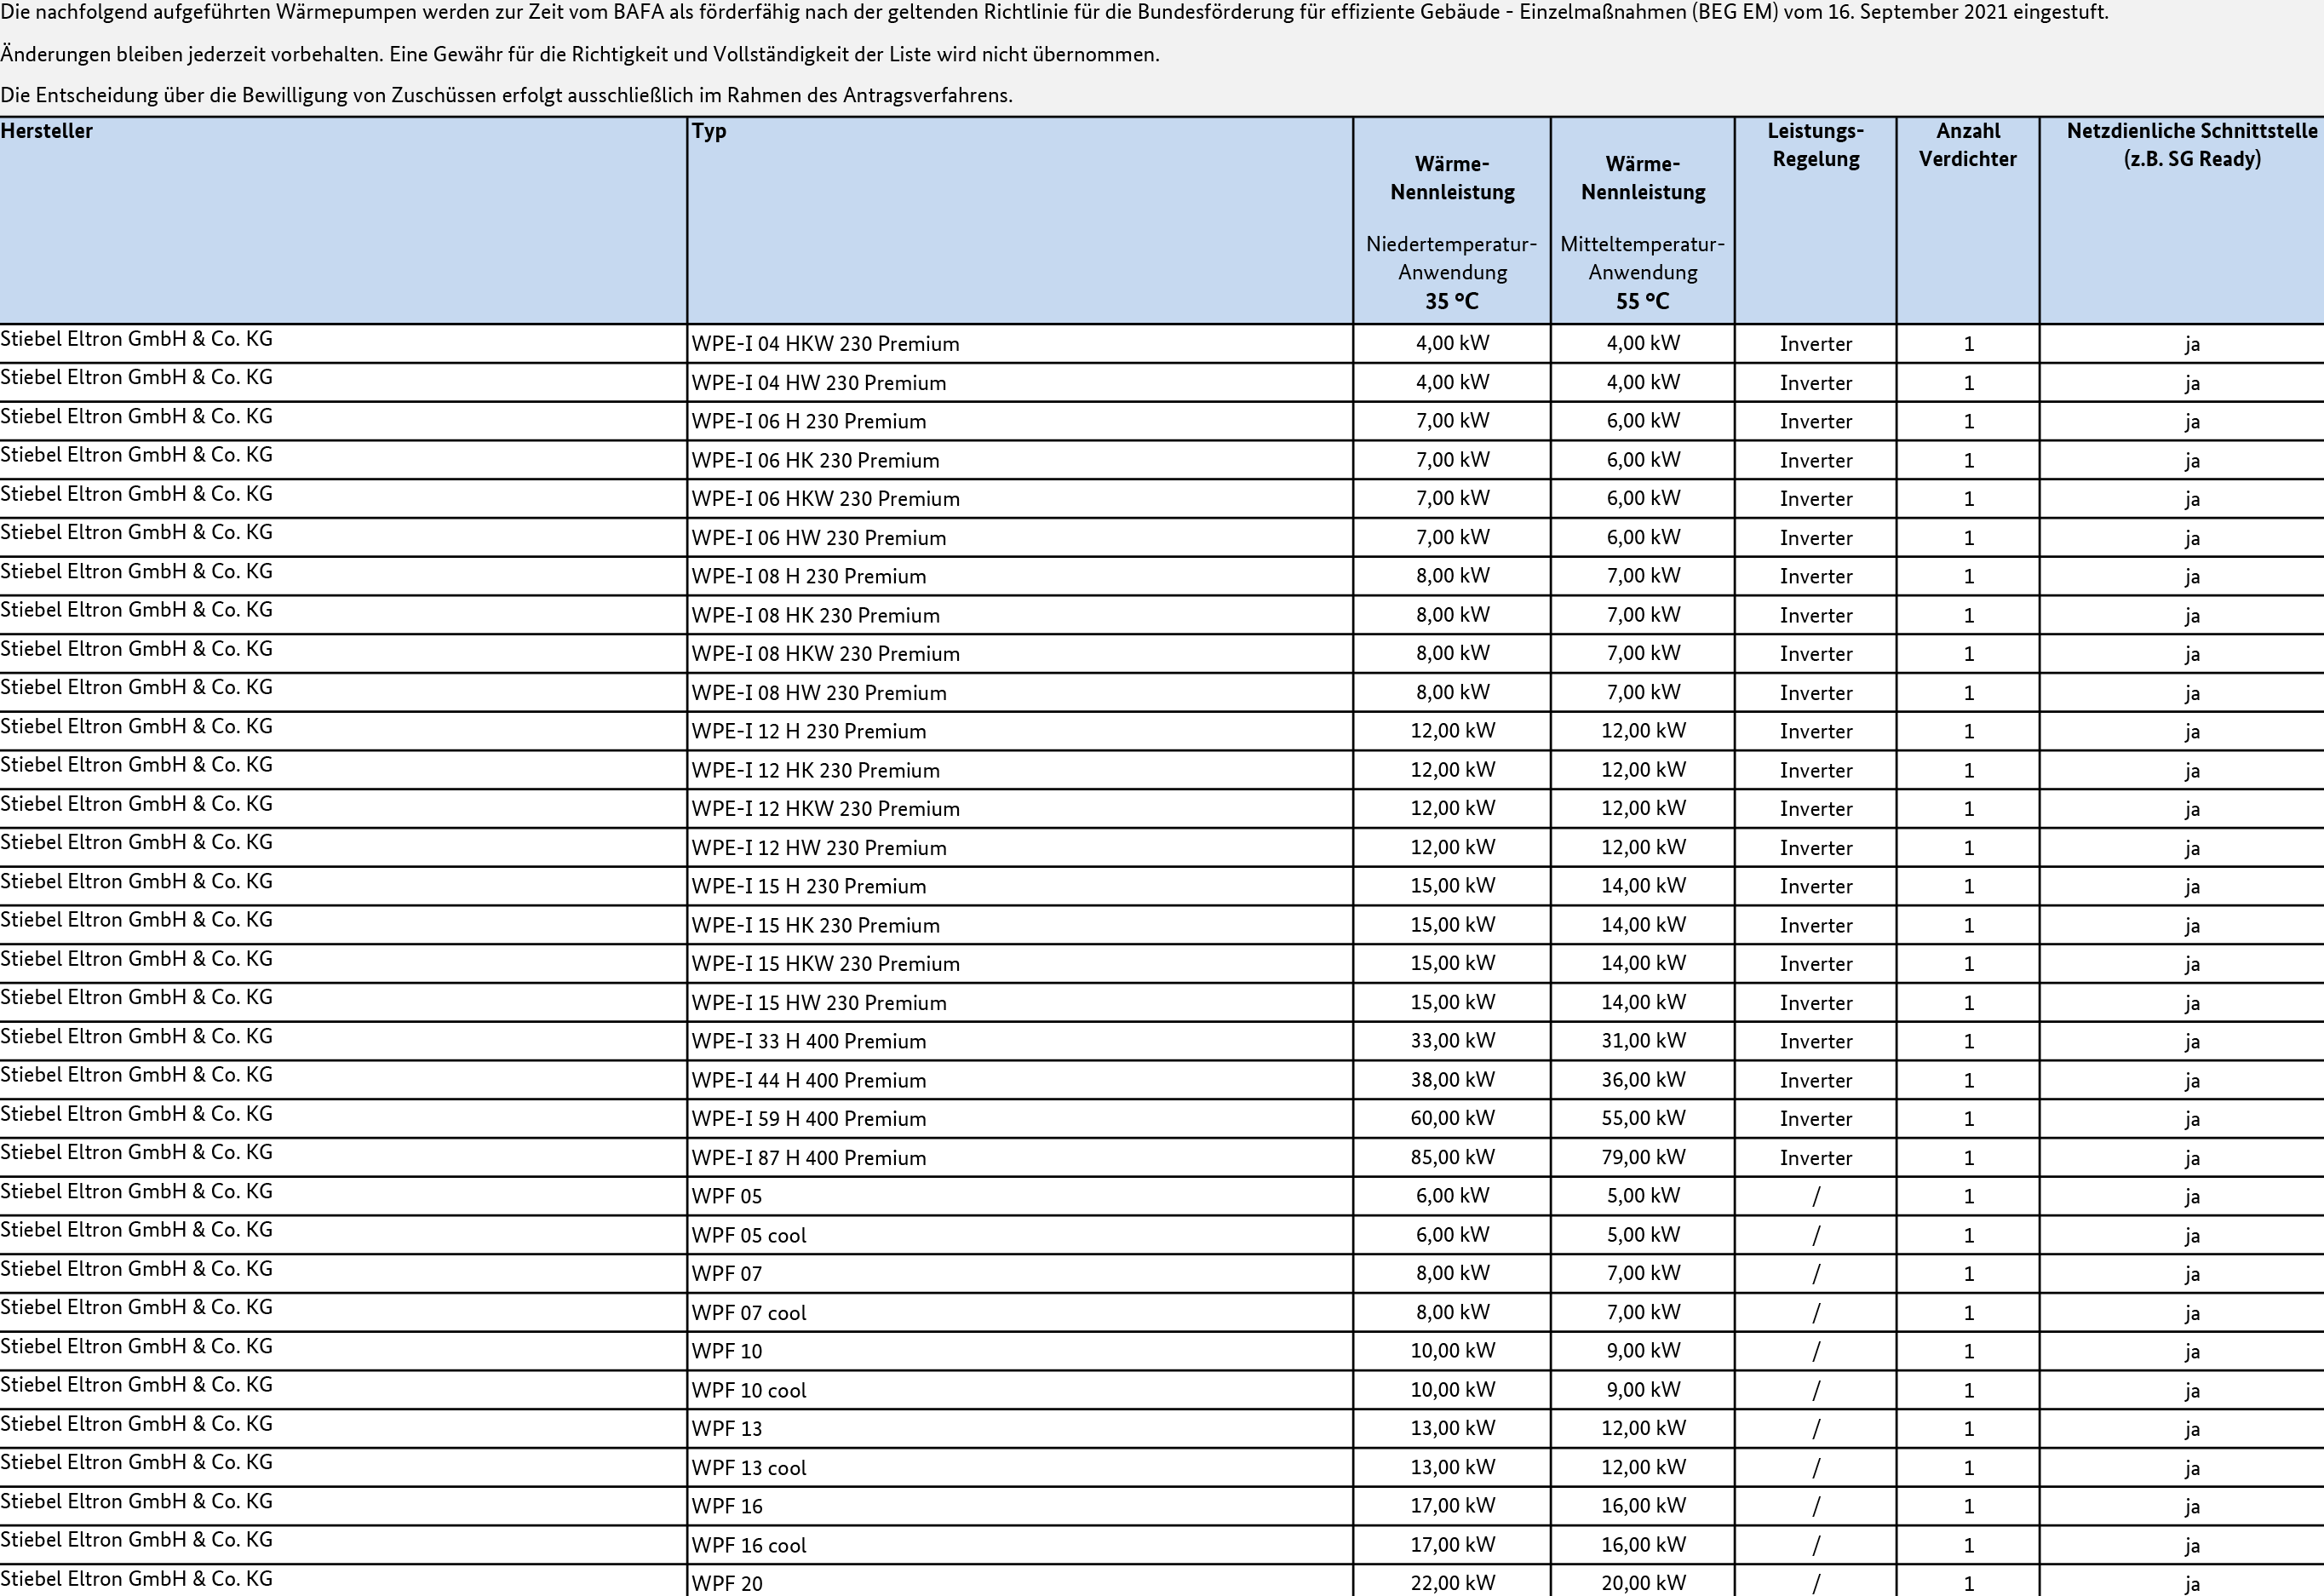 Die nachfolgend aufgeführten Wärmepumpen werden zur Zeit vom BAFA als förderfähig nach der geltenden Richtlinie für die Bundesförderung für effiziente Gebäude - Einzelmaßnahmen (BEG EM) vom 16. September 2021 eingestuft.
Änderungen bleiben jederzeit vorbehalten. Eine Gewähr für die Richtigkeit und Vollständigkeit der Liste wird nicht übernommen.
Die Entscheidung über die Bewilligung von Zuschüssen erfolgt ausschließlich im Rahmen des Antragsverfahrens.
Hersteller
Typ
Wärme-
Nennleistung
Niedertemperatur-
Anwendung
35 °C
Wärme-
Nennleistung
Mitteltemperatur-
Anwendung
55 °C
Leistungs-
Regelung
Anzahl
Verdichter
Netzdienliche Schnittstelle
(z.B. SG Ready)
Stiebel Eltron GmbH & Co. KG WPE-I 04 HKW 230 Premium 4,00 kW 4,00 kW Inverter 1 ja
Stiebel Eltron GmbH & Co. KG WPE-I 04 HW 230 Premium 4,00 kW 4,00 kW Inverter 1 ja
Stiebel Eltron GmbH & Co. KG WPE-I 06 H 230 Premium 7,00 kW 6,00 kW Inverter 1 ja
Stiebel Eltron GmbH & Co. KG WPE-I 06 HK 230 Premium 7,00 kW 6,00 kW Inverter 1 ja
Stiebel Eltron GmbH & Co. KG WPE-I 06 HKW 230 Premium 7,00 kW 6,00 kW Inverter 1 ja
Stiebel Eltron GmbH & Co. KG WPE-I 06 HW 230 Premium 7,00 kW 6,00 kW Inverter 1 ja
Stiebel Eltron GmbH & Co. KG WPE-I 08 H 230 Premium 8,00 kW 7,00 kW Inverter 1 ja
Stiebel Eltron GmbH & Co. KG WPE-I 08 HK 230 Premium 8,00 kW 7,00 kW Inverter 1 ja
Stiebel Eltron GmbH & Co. KG WPE-I 08 HKW 230 Premium 8,00 kW 7,00 kW Inverter 1 ja
Stiebel Eltron GmbH & Co. KG WPE-I 08 HW 230 Premium 8,00 kW 7,00 kW Inverter 1 ja
Stiebel Eltron GmbH & Co. KG WPE-I 12 H 230 Premium 12,00 kW 12,00 kW Inverter 1 ja
Stiebel Eltron GmbH & Co. KG WPE-I 12 HK 230 Premium 12,00 kW 12,00 kW Inverter 1 ja
Stiebel Eltron GmbH & Co. KG WPE-I 12 HKW 230 Premium 12,00 kW 12,00 kW Inverter 1 ja
Stiebel Eltron GmbH & Co. KG WPE-I 12 HW 230 Premium 12,00 kW 12,00 kW Inverter 1 ja
Stiebel Eltron GmbH & Co. KG WPE-I 15 H 230 Premium 15,00 kW 14,00 kW Inverter 1 ja
Stiebel Eltron GmbH & Co. KG WPE-I 15 HK 230 Premium 15,00 kW 14,00 kW Inverter 1 ja
Stiebel Eltron GmbH & Co. KG WPE-I 15 HKW 230 Premium 15,00 kW 14,00 kW Inverter 1 ja
Stiebel Eltron GmbH & Co. KG WPE-I 15 HW 230 Premium 15,00 kW 14,00 kW Inverter 1 ja
Stiebel Eltron GmbH & Co. KG WPE-I 33 H 400 Premium 33,00 kW 31,00 kW Inverter 1 ja
Stiebel Eltron GmbH & Co. KG WPE-I 44 H 400 Premium 38,00 kW 36,00 kW Inverter 1 ja
Stiebel Eltron GmbH & Co. KG WPE-I 59 H 400 Premium 60,00 kW 55,00 kW Inverter 1 ja
Stiebel Eltron GmbH & Co. KG WPE-I 87 H 400 Premium 85,00 kW 79,00 kW Inverter 1 ja
Stiebel Eltron GmbH & Co. KG WPF 05 6,00 kW 5,00 kW / 1 ja
Stiebel Eltron GmbH & Co. KG WPF 05 cool 6,00 kW 5,00 kW / 1 ja
Stiebel Eltron GmbH & Co. KG WPF 07 8,00 kW 7,00 kW / 1 ja
Stiebel Eltron GmbH & Co. KG WPF 07 cool 8,00 kW 7,00 kW / 1 ja
Stiebel Eltron GmbH & Co. KG WPF 10 10,00 kW 9,00 kW / 1 ja
Stiebel Eltron GmbH & Co. KG WPF 10 cool 10,00 kW 9,00 kW / 1 ja
Stiebel Eltron GmbH & Co. KG WPF 13 13,00 kW 12,00 kW / 1 ja
Stiebel Eltron GmbH & Co. KG WPF 13 cool 13,00 kW 12,00 kW / 1 ja
Stiebel Eltron GmbH & Co. KG WPF 16 17,00 kW 16,00 kW / 1 ja
Stiebel Eltron GmbH & Co. KG WPF 16 cool 17,00 kW 16,00 kW / 1 ja
Stiebel Eltron GmbH & Co. KG WPF 20 22,00 kW 20,00 kW / 1 ja